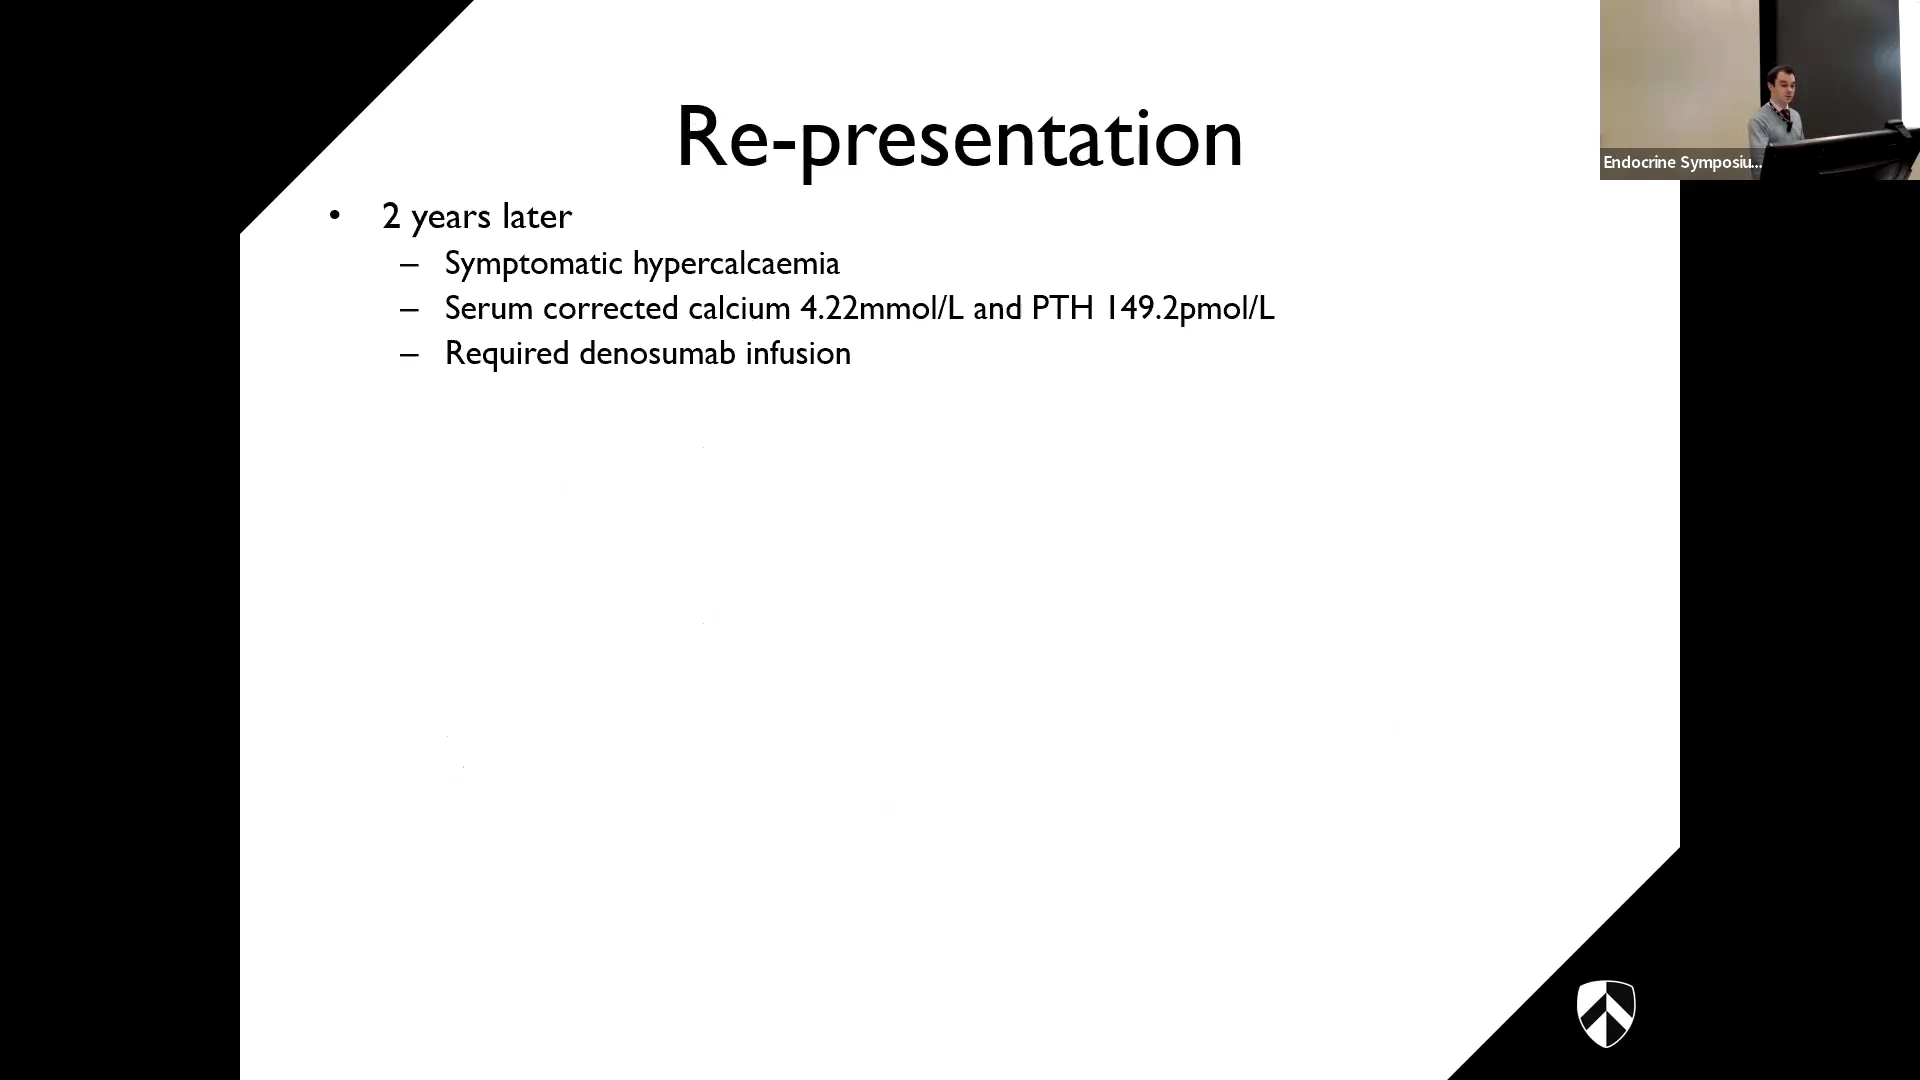 Re-presentation
• 2 years later
– Symptomatic hypercalcaemia
– Serum corrected calcium 4.22mmol/L and PTH 149.2pmol/L
– Required denosumab infusion
Endocrine Symposiu...